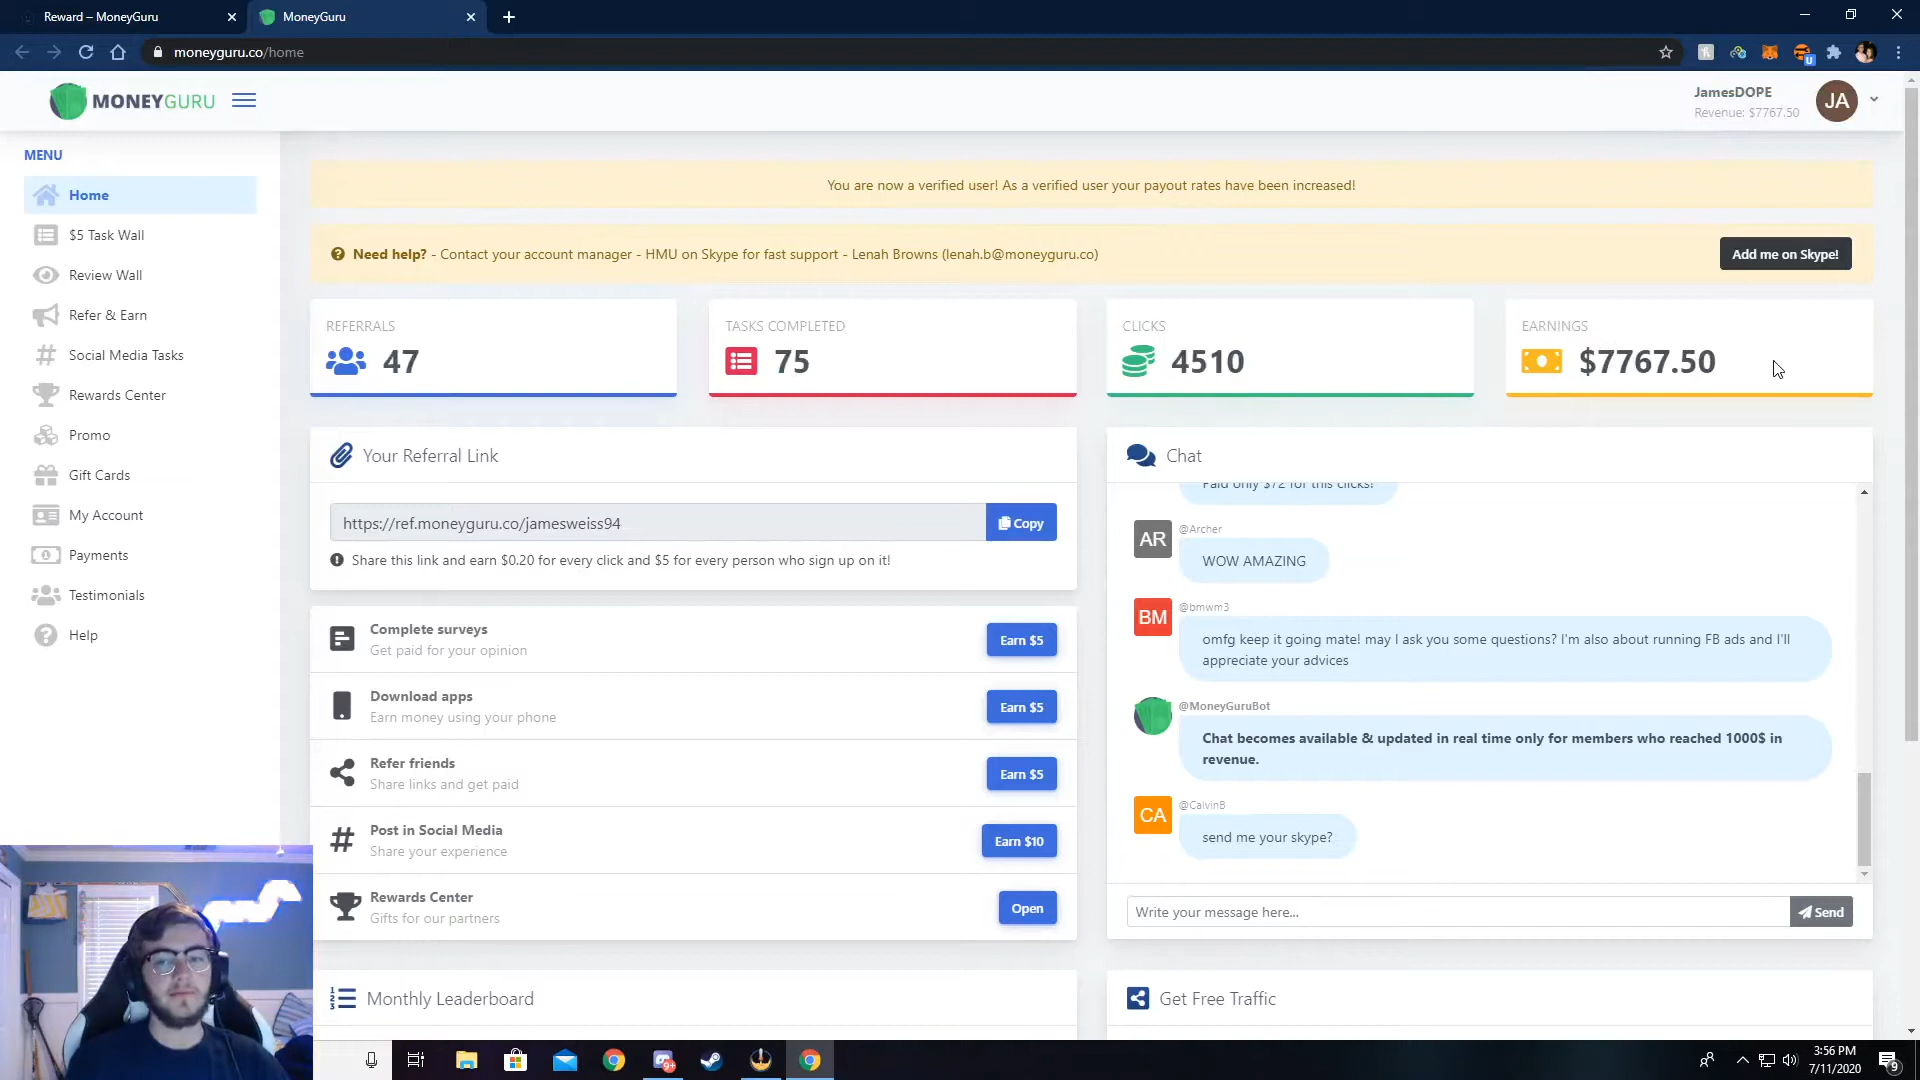 Reward – MoneyGuru
MoneyGuru
moneyguru.co/home
MONEYGURU
JamesDOPE
Revenue: $7767.50
JA
MENU
Home
$5 Task Wall
Review Wall
Refer & Earn
Social Media Tasks
Rewards Center
Promo
Gift Cards
My Account
Payments
Testimonials
Help
You are now a verified user! As a verified user your payout rates have been increased!
Need help? - Contact your account manager - HMU on Skype for fast support - Lenah Browns (lenah.b@moneyguru.co)
Add me on Skype!
REFERRALS
47
TASKS COMPLETED
75
CLICKS
4510
EARNINGS
$7767.50
Your Referral Link
https://ref.moneyguru.co/jamesweiss94
Copy
Share this link and earn $0.20 for every click and $5 for every person who sign up on it!
Complete surveys
Get paid for your opinion
Earn $5
Download apps
Earn money using your phone
Earn $5
Refer friends
Share links and get paid
Earn $5
Post in Social Media
Share your experience
Earn $10
Rewards Center
Gifts for our partners
Open
Monthly Leaderboard
Chat
Paid only $72 for this clicks!
@Archer
AR
WOW AMAZING
@bmwm3
BM
omfg keep it going mate! may I ask you some questions? I'm also about running FB ads and I'll
appreciate your advices
@MoneyGuruBot
Chat becomes available & updated in real time only for members who reached 1000$ in
revenue.
@CalvinB
CA
send me your skype?
Write your message here...
Send
Get Free Traffic
3:56 PM
7/11/2020